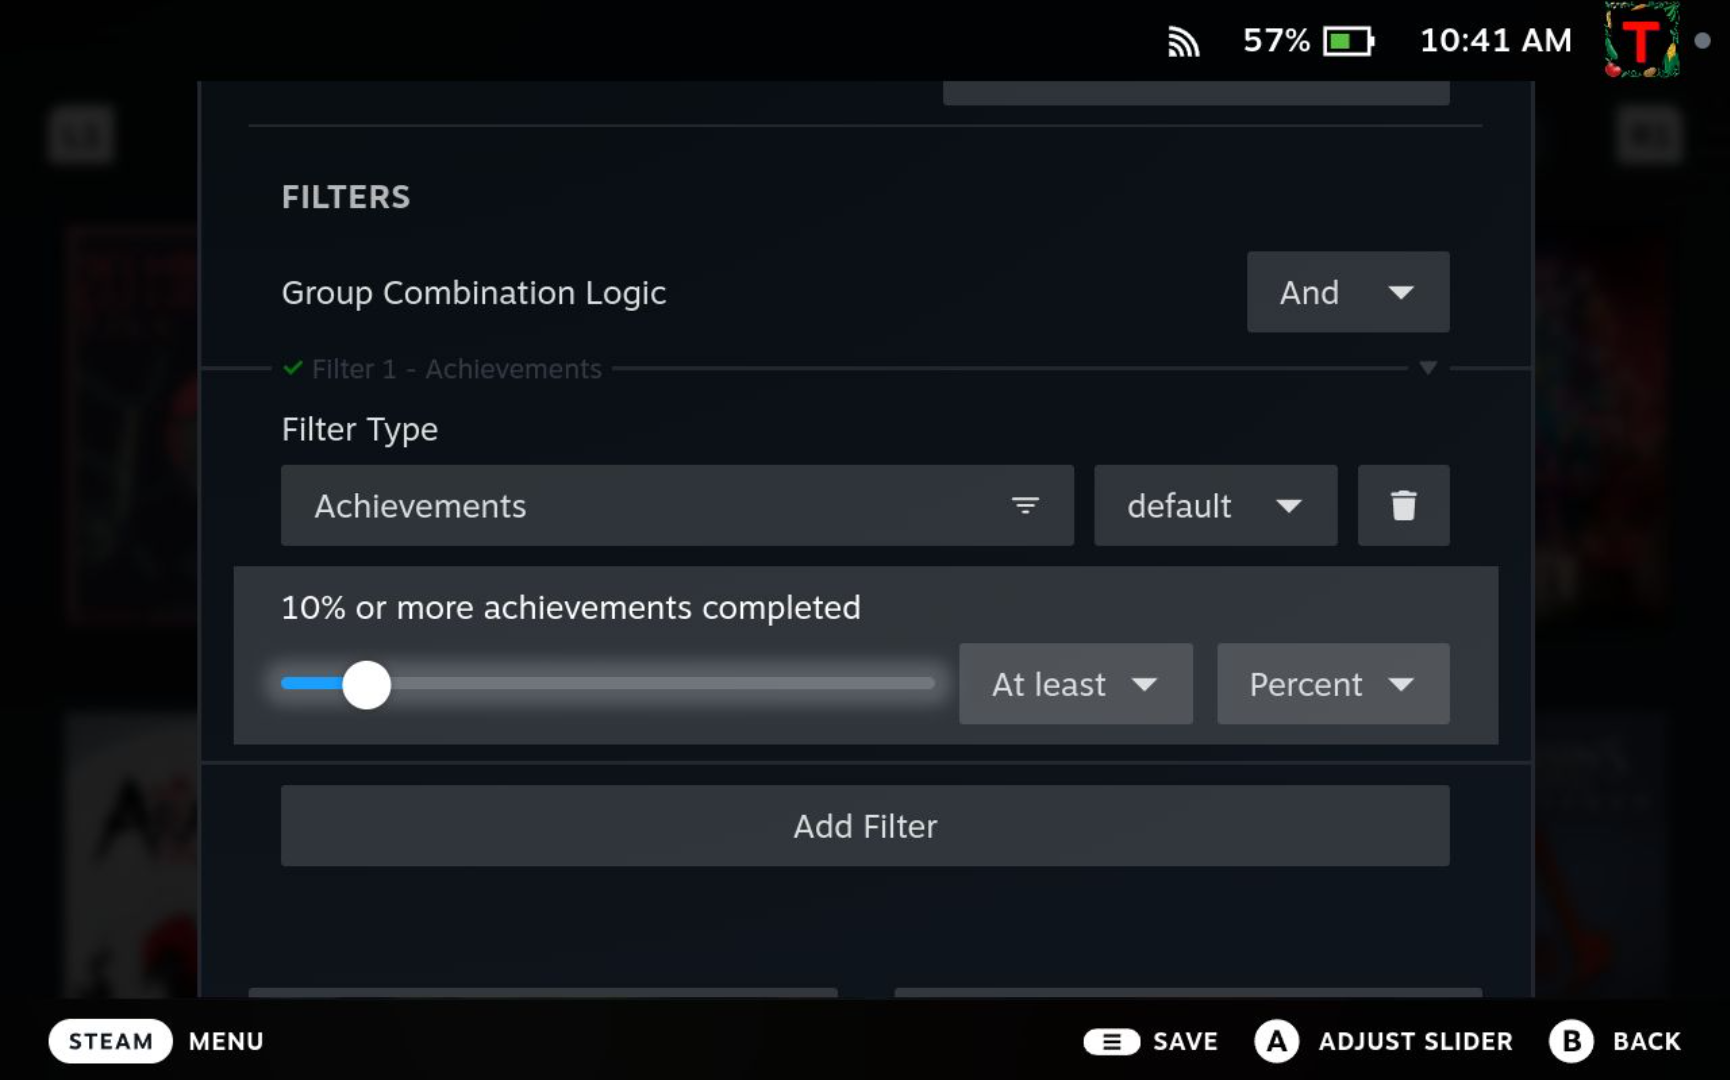 57% 10:41 AM
T
FILTERS
Group Combination Logic And
Filter 1 - Achievements
Filter Type
Achievements default
10% or more achievements completed
At least Percent
Add Filter
STEAM MENU SAVE A ADJUST SLIDER B BACK